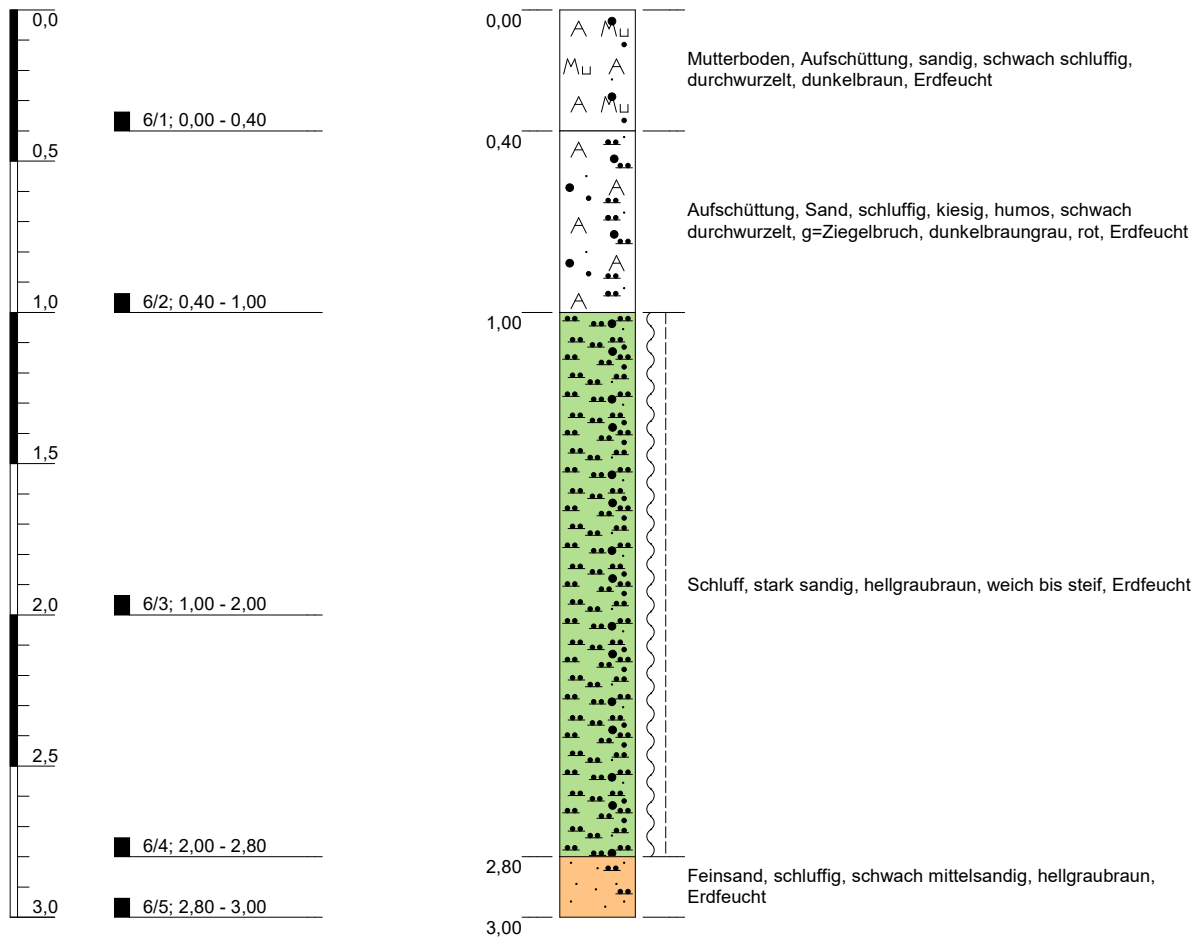 0,0
0,00
Mutterboden, Aufschüttung, sandig, schwach schluffig,
durchwurzelt, dunkelbraun, Erdfeucht
A Mu
Mu A
A Mu
6/1; 0,00 - 0,40
0,40
0,5
A
A
Aufschüttung, Sand, schluffig, kiesig, humos, schwach
durchwurzelt, g=Ziegelbruch, dunkelbraungrau, rot, Erdfeucht
A
A
A
1,0
6/2; 0,40 - 1,00
1,00
1,5
Schluff, stark sandig, hellgraubraun, weich bis steif, Erdfeucht
2,0
6/3; 1,00 - 2,00
2,5
6/4; 2,00 - 2,80
2,80
Feinsand, schluffig, schwach mittelsandig, hellgraubraun,
Erdfeucht
3,0
6/5; 2,80 - 3,00
3,00